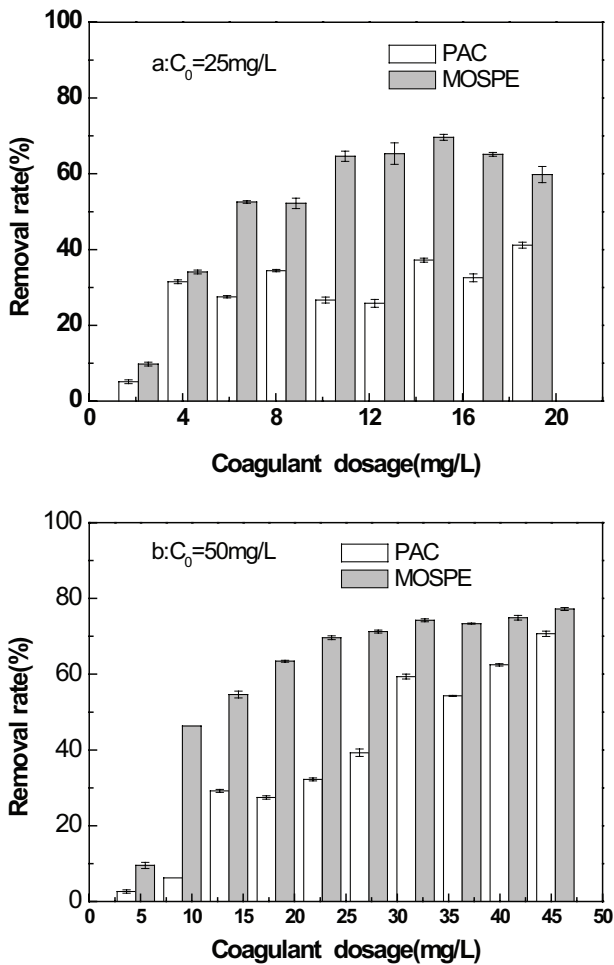 100
80
60
40
20
0
Removal rate(%)
a:C₀=25mg/L
PAC
MOSPE
0 4 8 12 16 20
Coagulant dosage(mg/L)
100
80
60
40
20
0
Removal rate(%)
b:C₀=50mg/L
PAC
MOSPE
0 5 10 15 20 25 30 35 40 45 50
Coagulant dosage(mg/L)